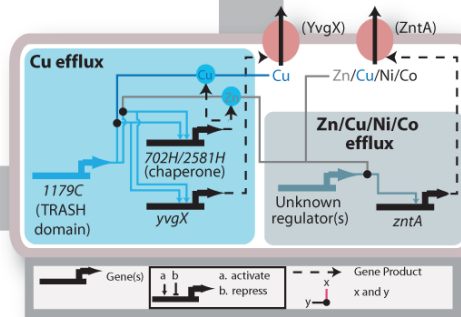 (YvgX)
(ZntA)
Cu efflux
Cu
Cu
Zn/Cu/Ni/Co
Zn
Zn/Cu/Ni/Co
efflux
702H/2581H
(chaperone)
1179C
(TRASH
domain)
yvgX
Unknown
regulator(s)
zntA
Gene(s)
a b
a. activate
b. repress
Gene Product
x
y
x and y